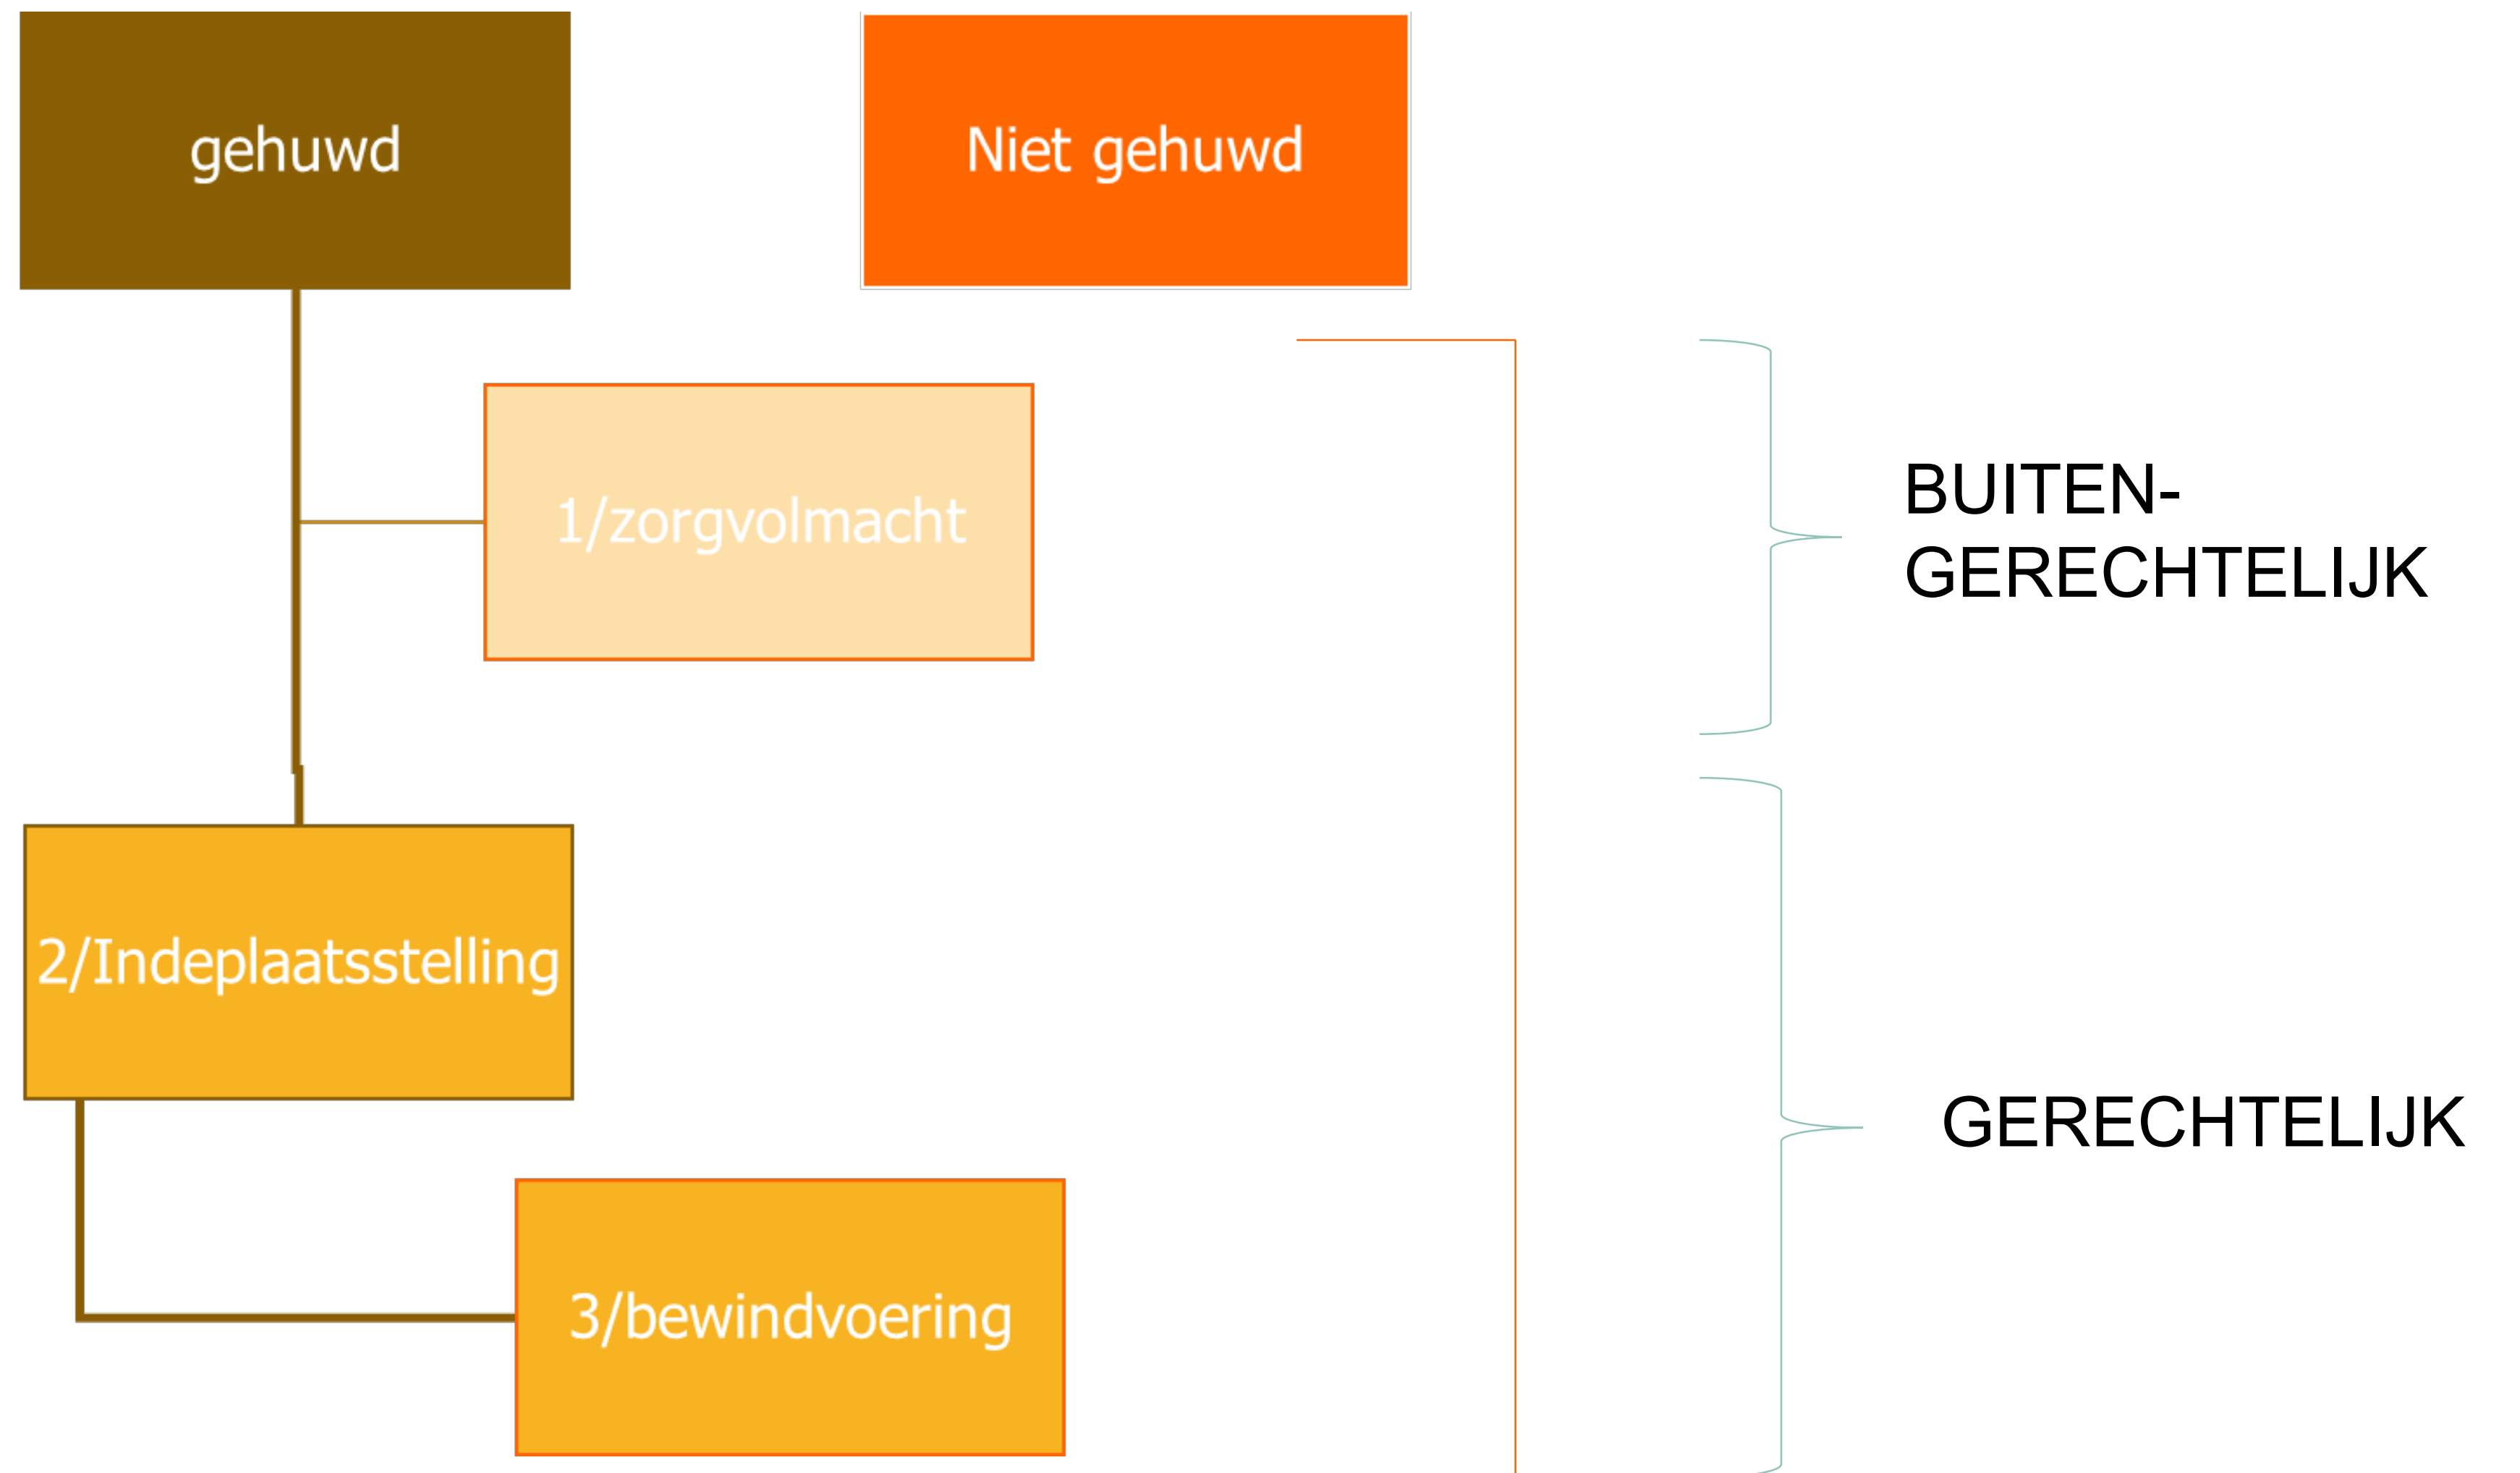 gehuwd
Niet gehuwd
1/zorgvolmacht
BUITEN-
GERECHTELIJK
2/Indeplaatsstelling
GERECHTELIJK
3/bewindvoering